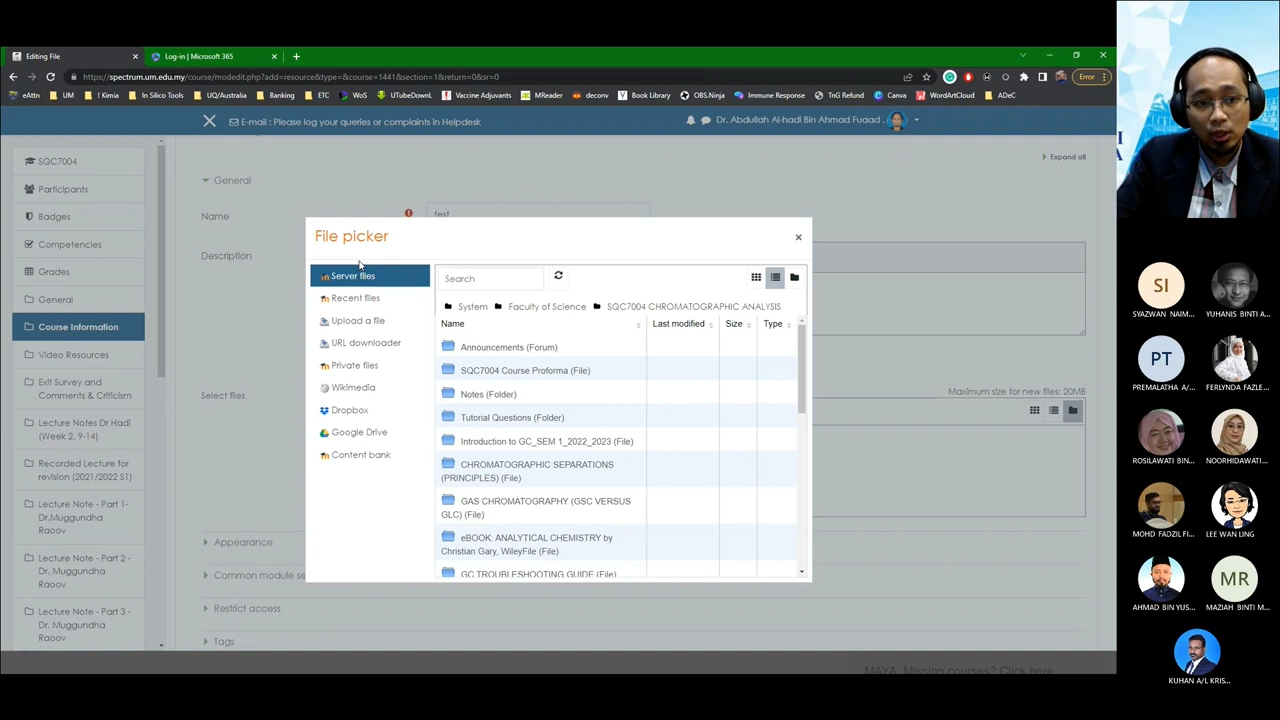 Editing File
Log-in | Microsoft 365
https://spectrum.um.edu.my/course/modedit.php?add=resource&type=&course=1441&section=1&return=0&sr=0
Error
eAttn
UM
! Kimia
In Silico Tools
UQ/Australia
Banking
ETC
WoS
UTubeDownL
Vaccine Adjuvants
MReader
deconv
Book Library
OBS.Ninja
Immune Response
TnG Refund
Canva
WordArtCloud
ADeC
E-mail : Please log your queries or complaints in Helpdesk
Dr. Abdullah Al-hadi Bin Ahmad Fuaad .
SQC7004
Participants
Badges
Competencies
Grades
General
Course Information
Video Resources
Exit Survey and
Comments & Criticism
Lecture Notes Dr Hadi
(Week 2, 9-14)
Recorded Lecture for
revision (2021/2022 S1)
Lecture Note - Part 1-
Dr.Muggundha
Raoov
Lecture Note - Part 2 -
Dr. Muggundha
Raoov
Lecture Note - Part 3 -
Dr. Muggundha
Raoov
Expand all
General
Name
test
Description
Select files
Maximum size for new files: 20MB
Appearance
Common module se
Restrict access
Tags
MAYA: Missing courses? Click here
File picker
Server files
Recent files
Upload a file
URL downloader
Private files
Wikimedia
Dropbox
Google Drive
Content bank
Search
System
Faculty of Science
SQC7004 CHROMATOGRAPHIC ANALYSIS
Name
Last modified
Size
Type
Announcements (Forum)
SQC7004 Course Proforma (File)
Notes (Folder)
Tutorial Questions (Folder)
Introduction to GC_SEM 1_2022_2023 (File)
CHROMATOGRAPHIC SEPARATIONS
(PRINCIPLES) (File)
GAS CHROMATOGRAPHY (GSC VERSUS
GLC) (File)
eBOOK: ANALYTICAL CHEMISTRY by
Christian Gary, WileyFile (File)
GC TROUBLESHOOTING GUIDE (File)
SI
SYAZWAN NAIM...
YUHANIS BINTI A...
PT
PREMALATHA A/...
FERLYNDA FAZLE...
ROSILAWATI BIN...
NOORHIDAWATI...
MOHD FADZIL FI...
LEE WAN LING
AHMAD BIN YUS...
MR
MAZIAH BINTI M...
KUHAN A/L KRIS...